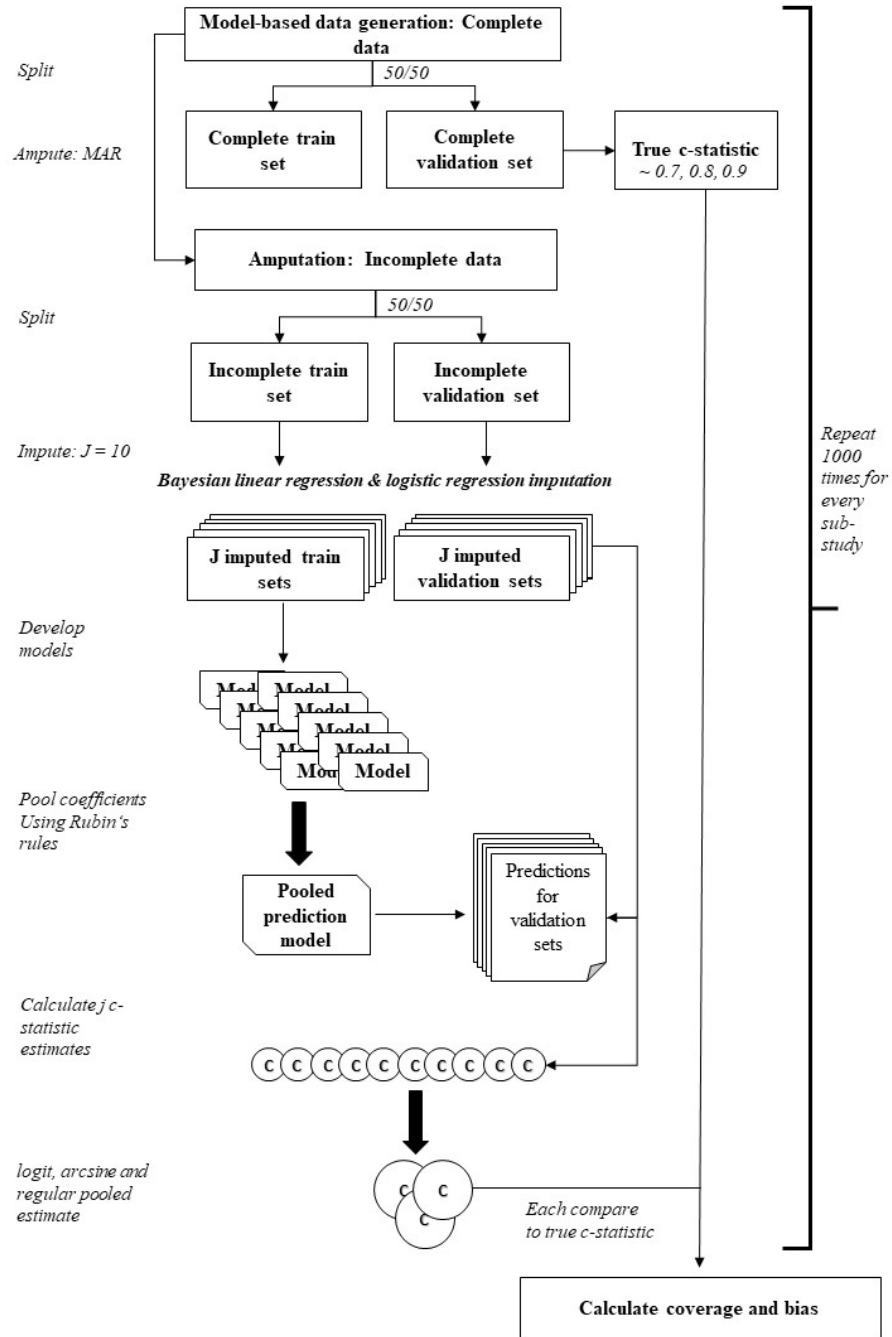 Model-based data generation: Complete
data
Split
50/50
Complete train
set
Complete
validation set
True c-statistic
~ 0.7, 0.8, 0.9
Ampute: MAR
Amputation: Incomplete data
50/50
Split
Incomplete train
set
Incomplete
validation set
Impute: J = 10
Bayesian linear regression & logistic regression imputation
Repeat
1000
times for
every
sub-
study
J imputed train
sets
J imputed
validation sets
Develop
models
Model
Model
Model
Model
Model
Pool coefficients
Using Rubin‘s
rules
Pooled
prediction
model
Predictions
for
validation
sets
Calculate j c-
statistic
estimates
C C C C C C C C C C
logit, arcsine and
regular pooled
estimate
C C
C
Each compare
to true c-statistic
Calculate coverage and bias